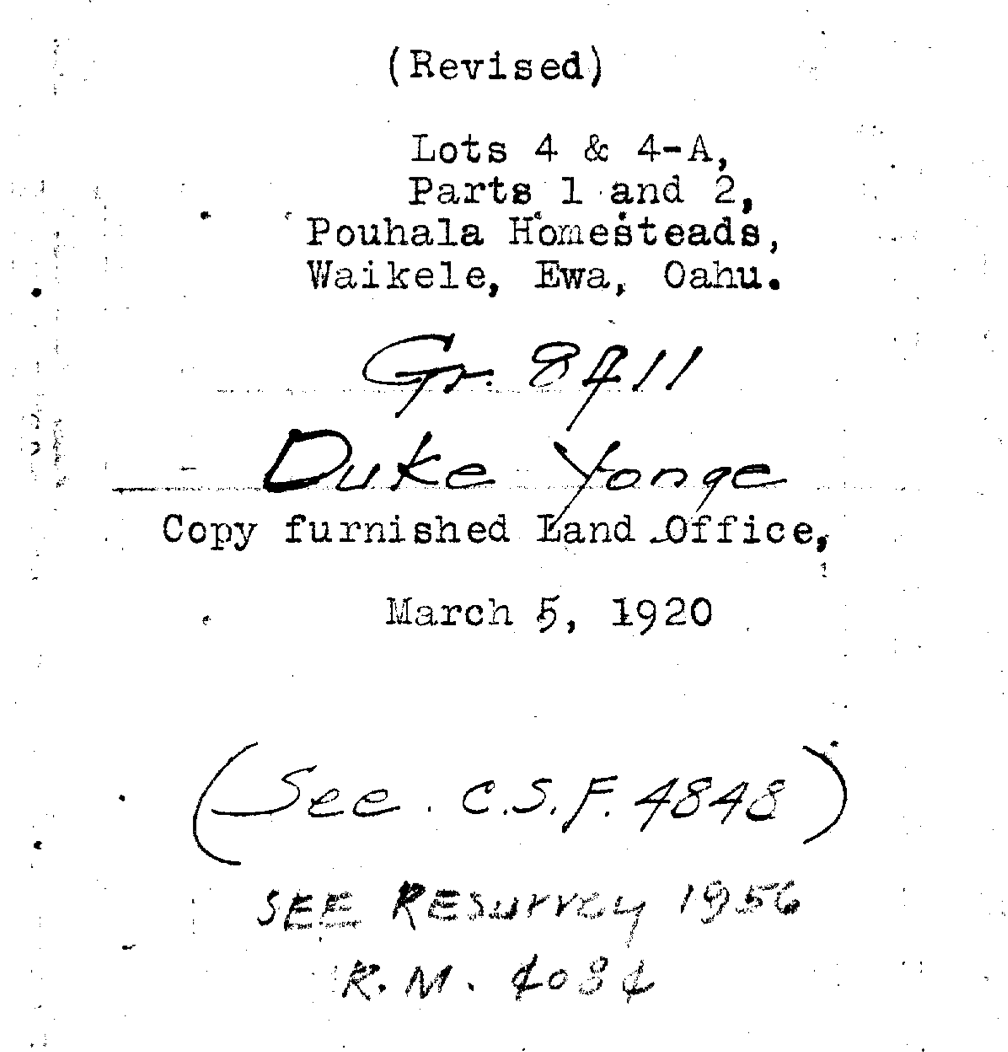 (Revised)
Lots 4 & 4-A,
Parts 1 and 2,
Pouhala Homesteads,
Waikele, Ewa, Oahu.
Gr. 8411
Duke Yonge
Copy furnished Land Office,
March 5, 1920
(See. C.S.F. 4848)
SEE RESurvey 1956
R.M. 4084